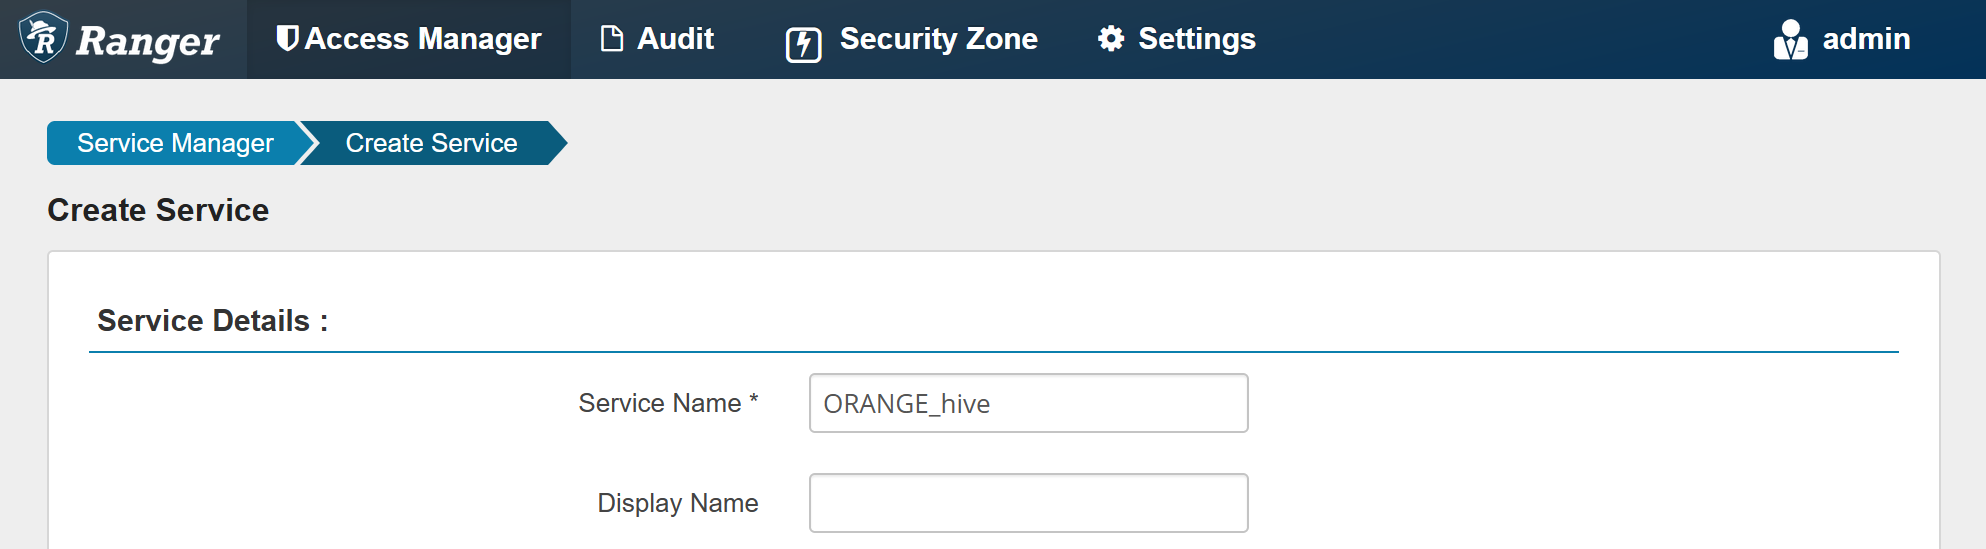 Ranger Access Manager Audit Security Zone Settings admin
Service Manager Create Service
Create Service
Service Details :
Service Name * ORANGE_hive
Display Name